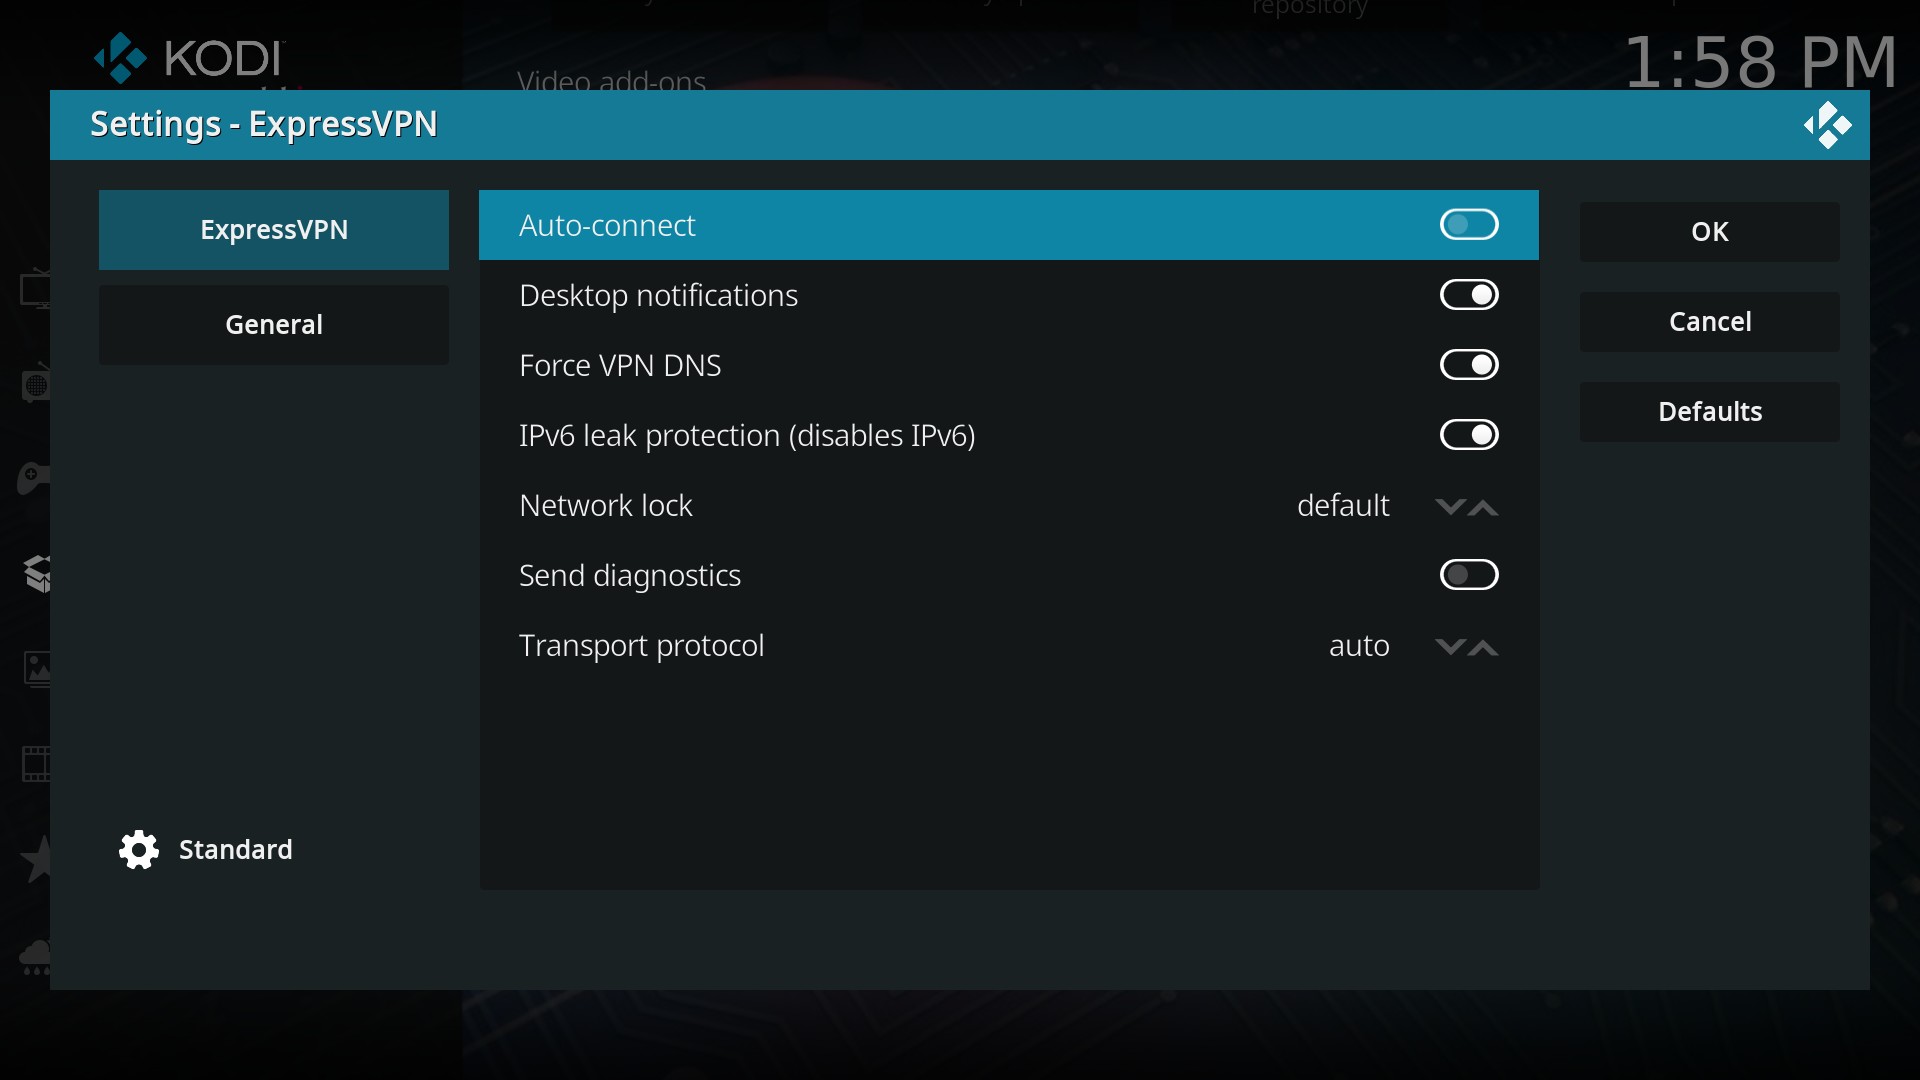 repository
KODI
Video add-ons
1:58 PM
Settings - ExpressVPN
ExpressVPN
General
Auto-connect
Desktop notifications
Force VPN DNS
IPv6 leak protection (disables IPv6)
Network lock default
Send diagnostics
Transport protocol auto
OK
Cancel
Defaults
Standard